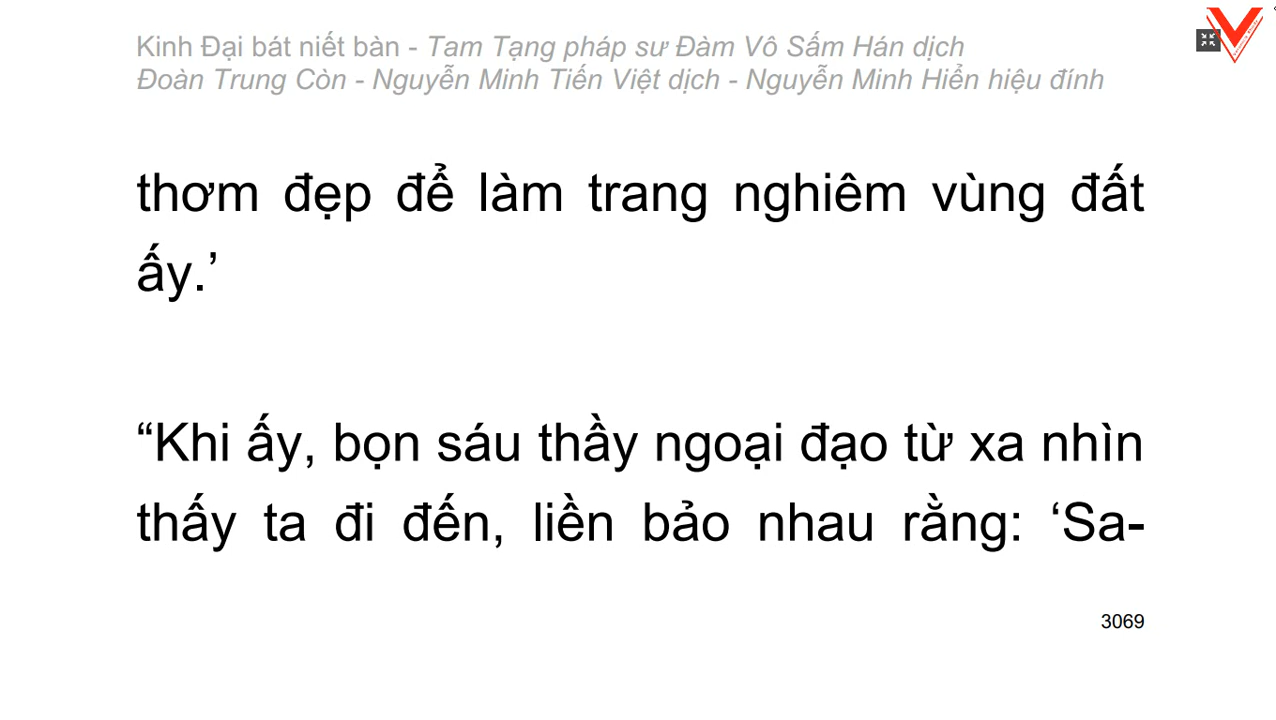 Kinh Đại bát niết bàn - Tam Tạng pháp sư Đàm Vô Sấm Hán dịch
Đoàn Trung Còn - Nguyễn Minh Tiến Việt dịch - Nguyễn Minh Hiển hiệu đính
thơm đẹp để làm trang nghiêm vùng đất
ấy.’
“Khi ấy, bọn sáu thầy ngoại đạo từ xa nhìn
thấy ta đi đến, liền bảo nhau rằng: ‘Sa-
3069